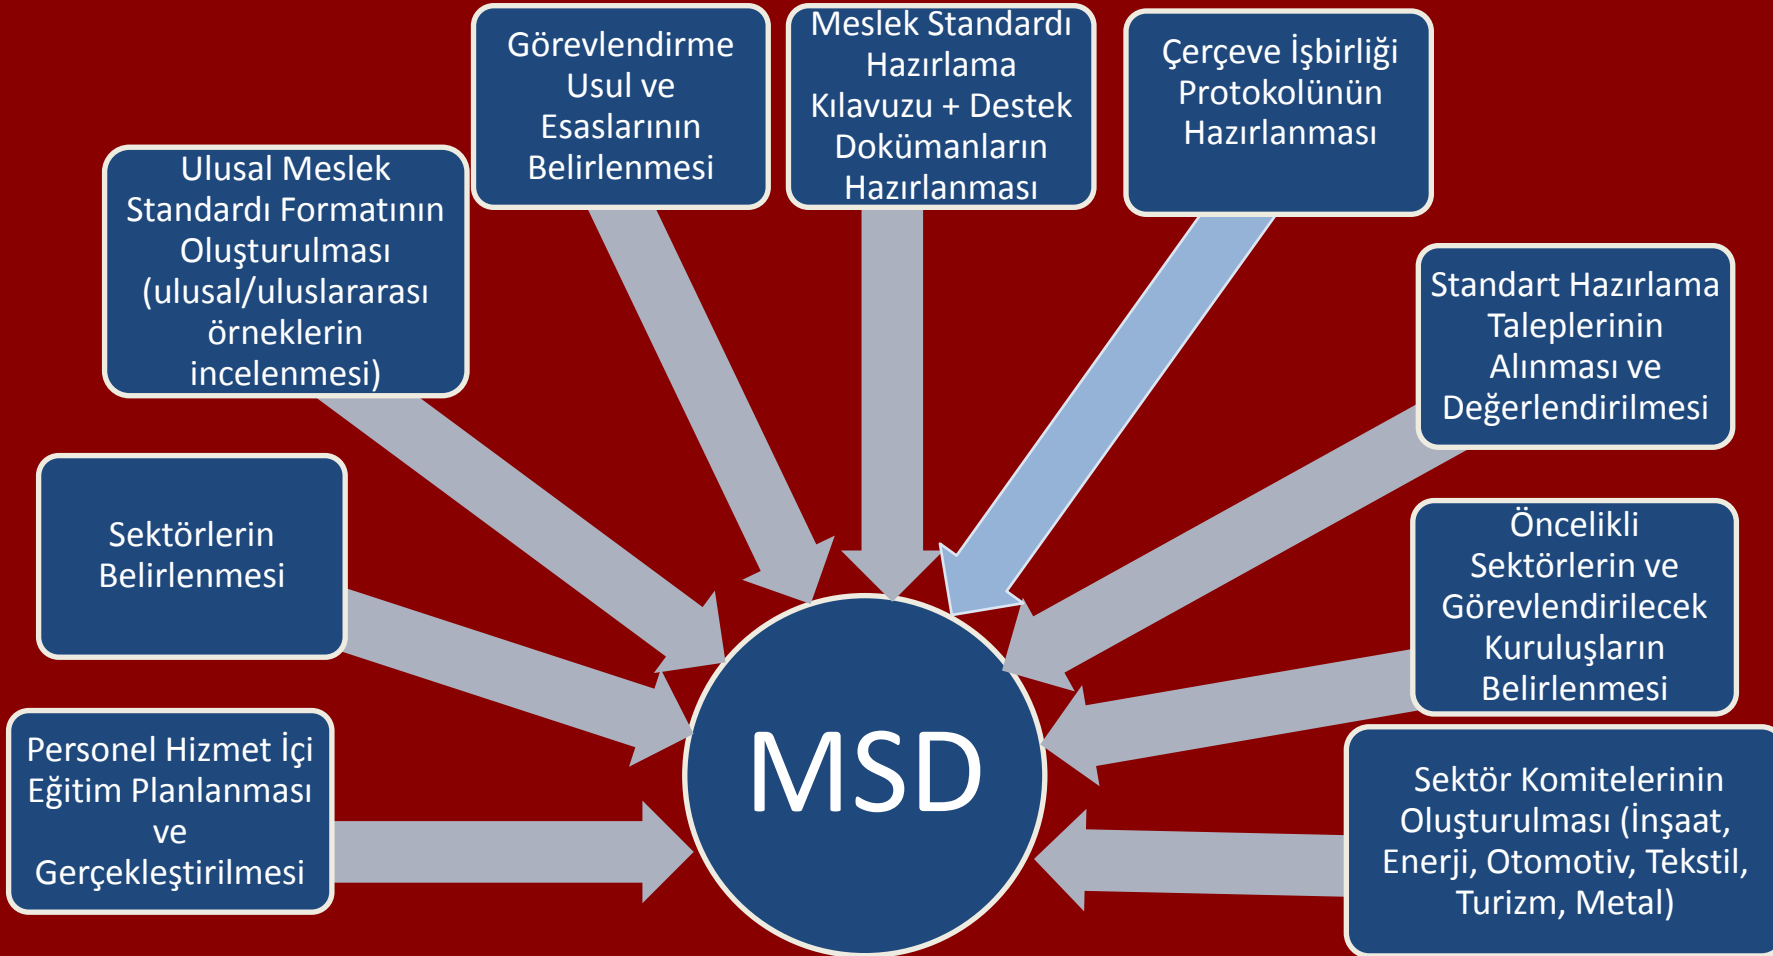 Görevlendirme
Usul ve
Esaslarının
Belirlenmesi
Meslek Standardı
Hazırlama
Kılavuzu + Destek
Dokümanların
Hazırlanması
Çerçeve İşbirliği
Protokolünün
Hazırlanması
Ulusal Meslek
Standardı Formatının
Oluşturulması
(ulusal/uluslararası
örneklerin
incelenmesi)
Standart Hazırlama
Taleplerinin
Alınması ve
Değerlendirilmesi
Sektörlerin
Belirlenmesi
Öncelikli
Sektörlerin ve
Görevlendirilecek
Kuruluşların
Belirlenmesi
Personel Hizmet İçi
Eğitim Planlanması
ve
Gerçekleştirilmesi
MSD
Sektör Komitelerinin
Oluşturulması (İnşaat,
Enerji, Otomotiv, Tekstil,
Turizm, Metal)